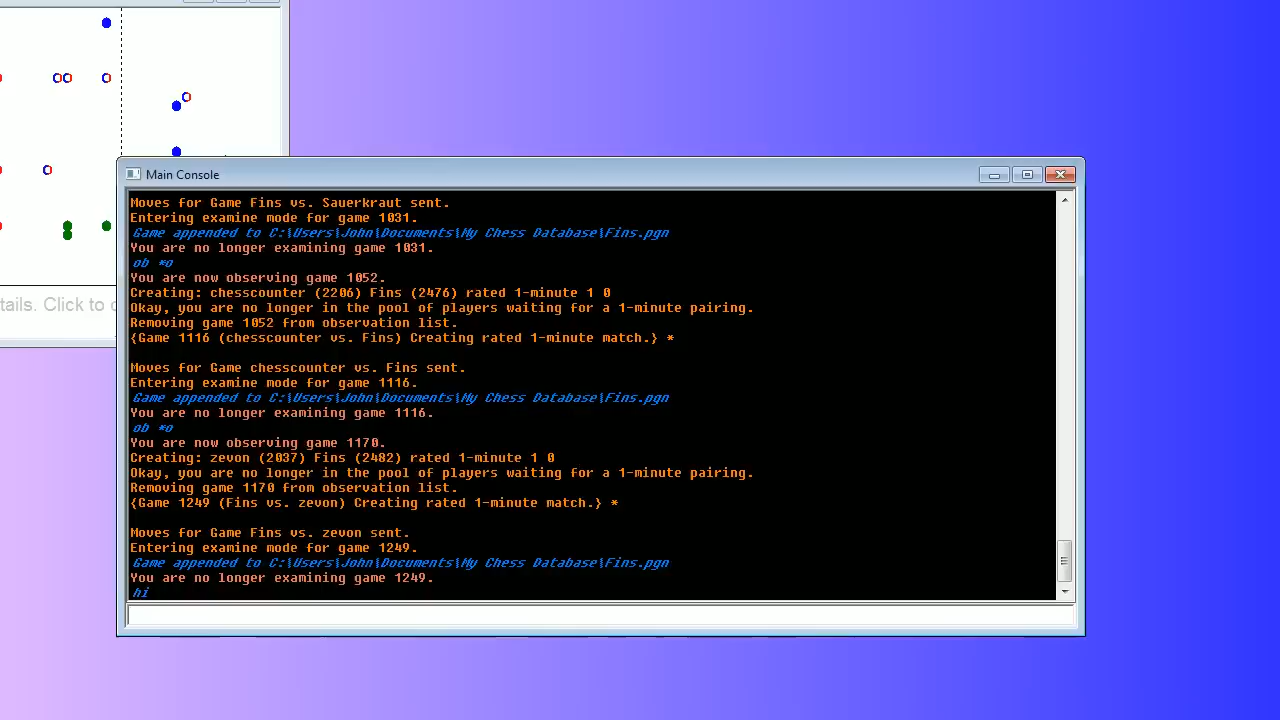 tails. Click to
Main Console
Moves for Game Fins vs. Sauerkraut sent.
Entering examine mode for game 1031.
Game appended to C:\Users\John\Documents\My Chess Database\Fins.pgn
You are no longer examining game 1031.
ob *o
You are now observing game 1052.
Creating: chesscounter (2206) Fins (2476) rated 1-minute 1 0
Okay, you are no longer in the pool of players waiting for a 1-minute pairing.
Removing game 1052 from observation list.
{Game 1116 (chesscounter vs. Fins) Creating rated 1-minute match.} *
Moves for Game chesscounter vs. Fins sent.
Entering examine mode for game 1116.
Game appended to C:\Users\John\Documents\My Chess Database\Fins.pgn
You are no longer examining game 1116.
ob *o
You are now observing game 1170.
Creating: zevon (2037) Fins (2482) rated 1-minute 1 0
Okay, you are no longer in the pool of players waiting for a 1-minute pairing.
Removing game 1170 from observation list.
{Game 1249 (Fins vs. zevon) Creating rated 1-minute match.} *
Moves for Game Fins vs. zevon sent.
Entering examine mode for game 1249.
Game appended to C:\Users\John\Documents\My Chess Database\Fins.pgn
You are no longer examining game 1249.
hi